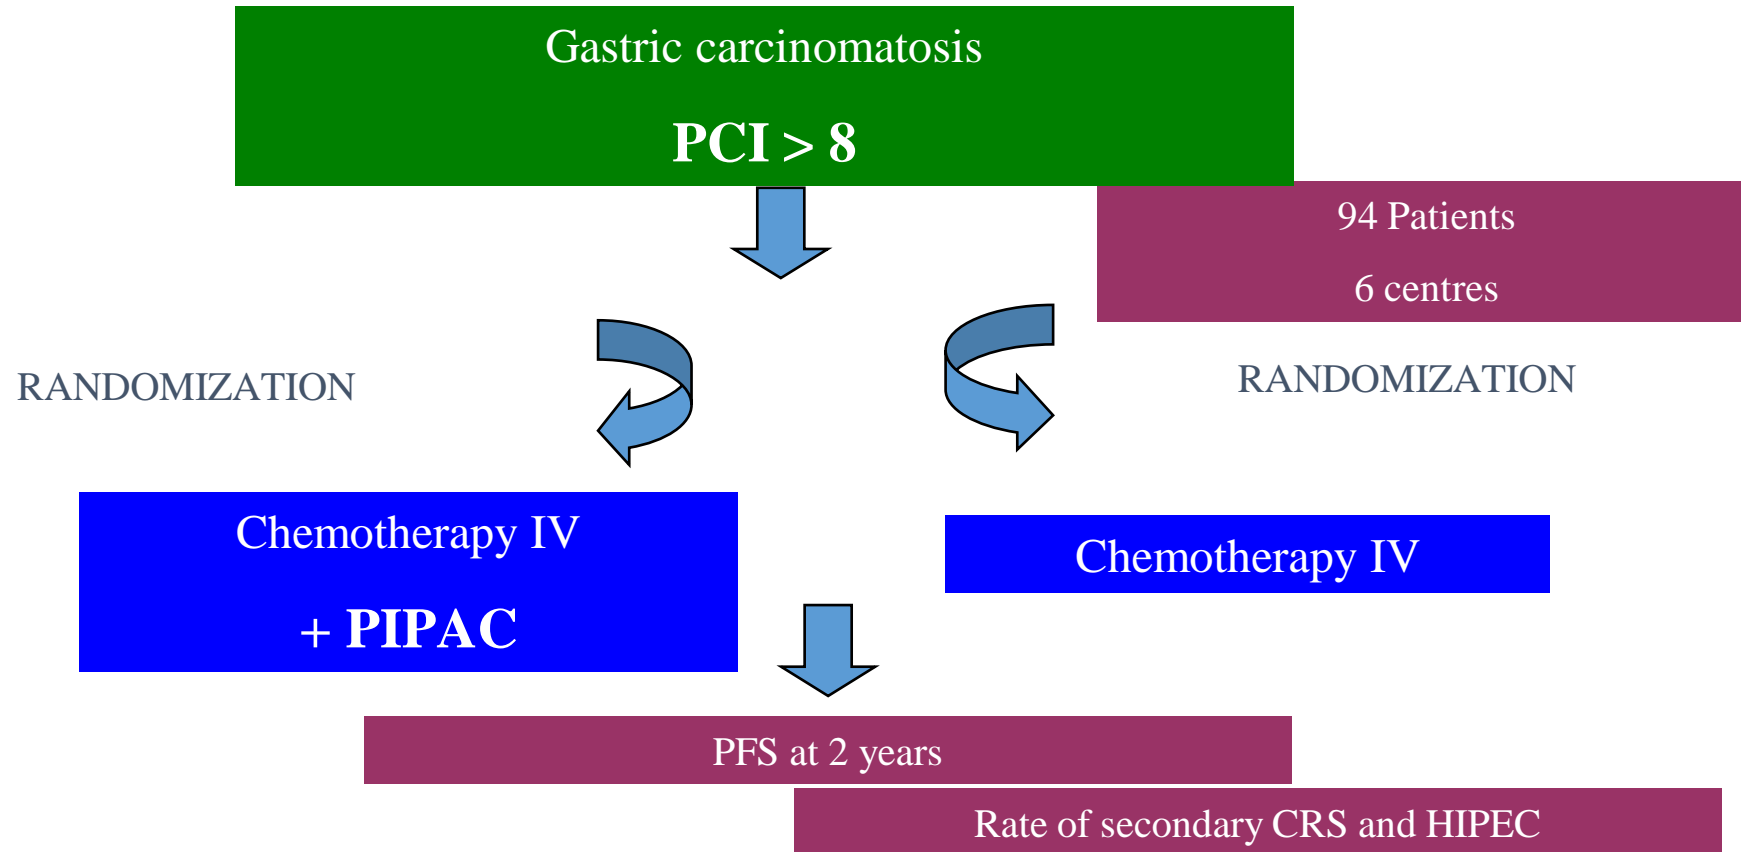 Gastric carcinomatosis
PCI > 8
94 Patients
6 centres
RANDOMIZATION
RANDOMIZATION
Chemotherapy IV
+ PIPAC
Chemotherapy IV
PFS at 2 years
Rate of secondary CRS and HIPEC